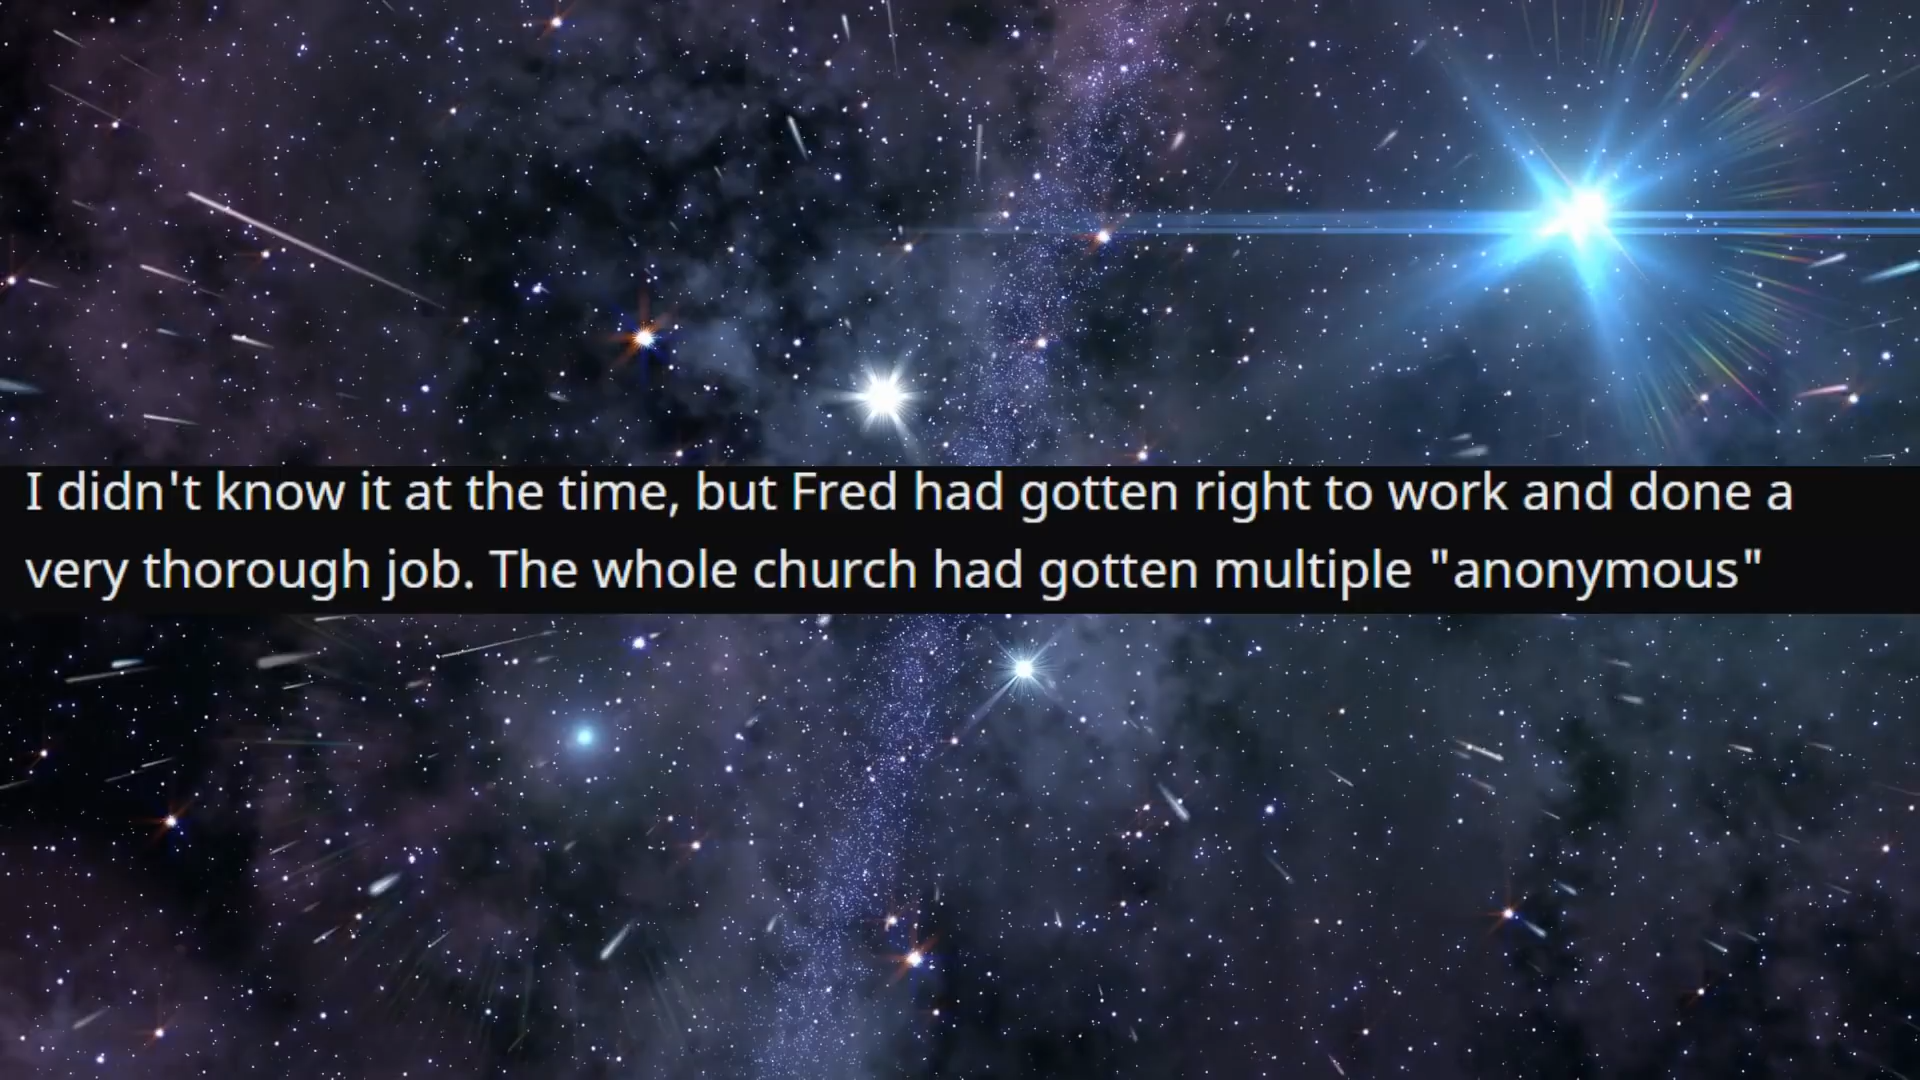 I didn't know it at the time, but Fred had gotten right to work and done a
very thorough job. The whole church had gotten multiple "anonymous"